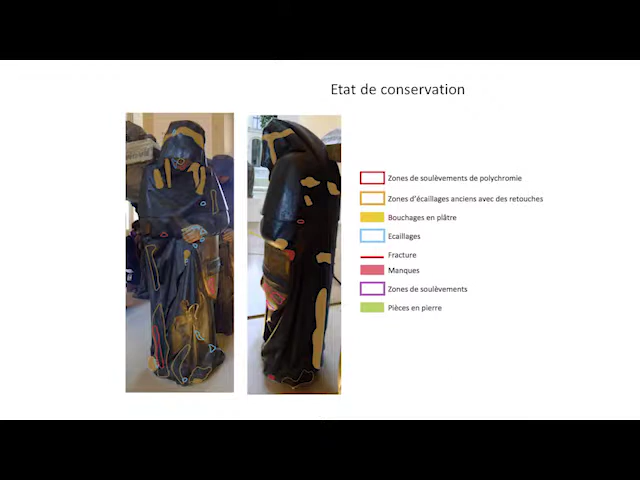 Etat de conservation
Zones de soulèvements de polychromie
Zones d'écaillages anciens avec des retouches
Bouchages en plâtre
Ecaillages
Fracture
Manques
Zones de soulèvements
Pièces en pierre